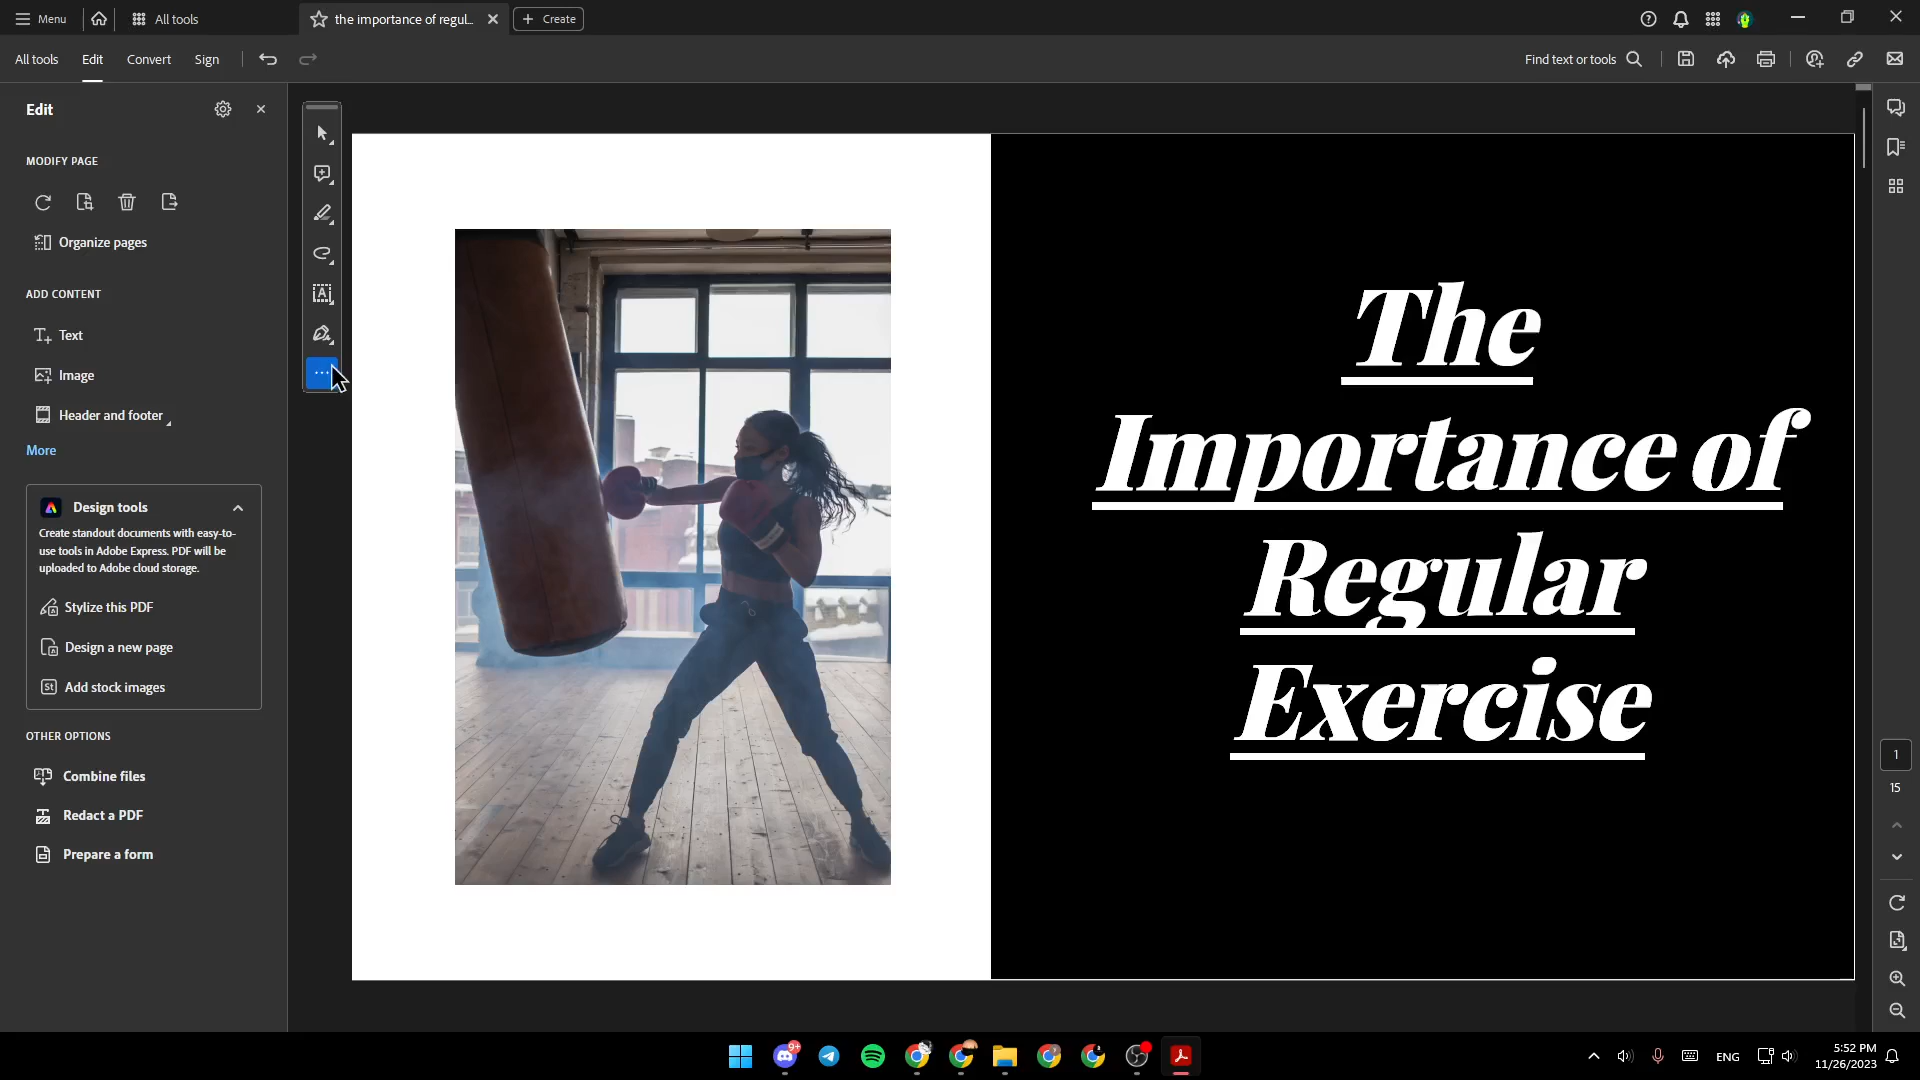 Menu
All tools
the importance of regul...
Create
All tools
Edit
Convert
Sign
Find text or tools
Edit
MODIFY PAGE
Organize pages
ADD CONTENT
Text
Image
Header and footer
More
Design tools
Create standout documents with easy-to-
use tools in Adobe Express. PDF will be
uploaded to Adobe cloud storage.
Stylize this PDF
Design a new page
St Add stock images
OTHER OPTIONS
Combine files
Redact a PDF
Prepare a form
The
Importance of
Regular
Exercise
1
15
9+
ENG
5:52 PM
11/26/2023